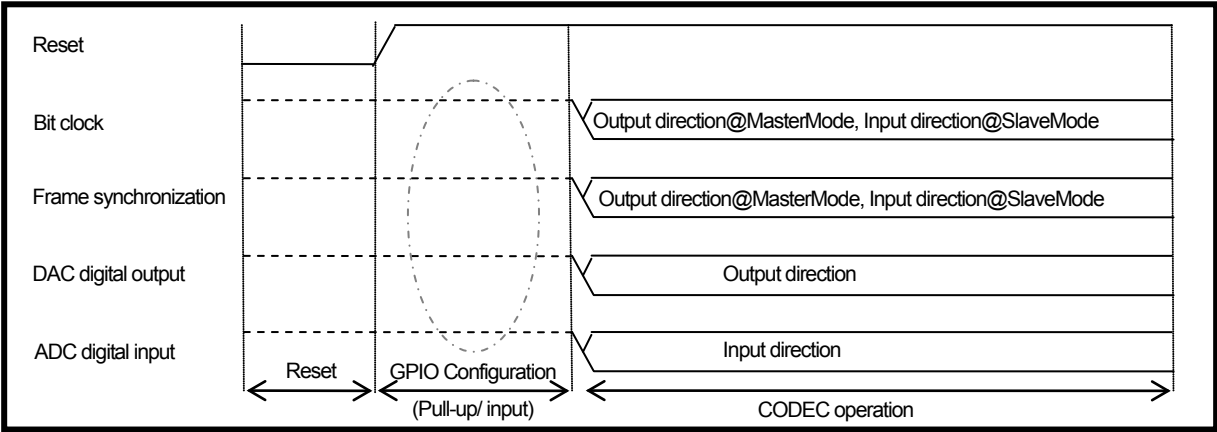 Reset
Bit clock
Output direction@MasterMode, Input direction@SlaveMode
Frame synchronization
Output direction@MasterMode, Input direction@SlaveMode
DAC digital output
Output direction
ADC digital input
Input direction
Reset
GPIO Configuration
(Pull-up/ input)
CODEC operation